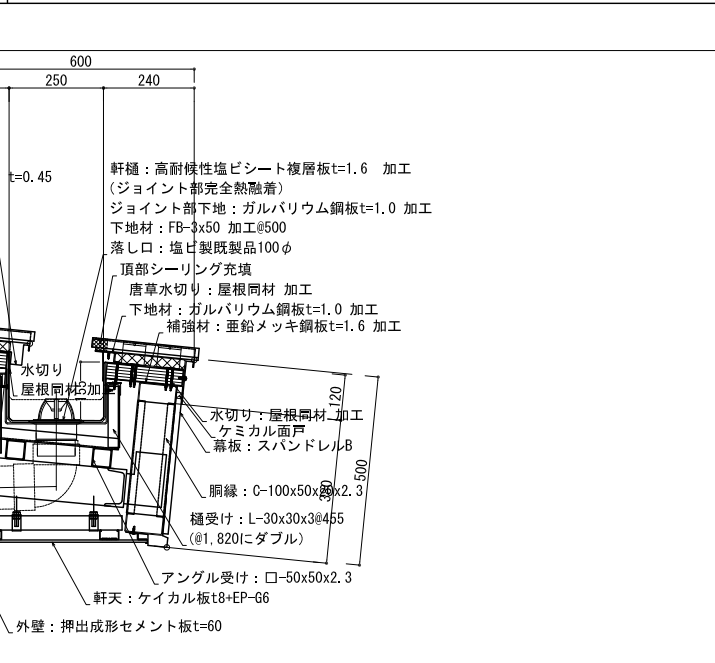 600
250
240
t=0.45
軒樋：高耐候性塩ビシート複層板t=1.6 加工
(ジョイント部完全熱融着)
ジョイント部下地：ガルバリウム鋼板t=1.0 加工
下地材：FB-3x50 加工@500
落し口：塩ビ製既製品100φ
頂部シーリング充填
唐草水切り：屋根同材 加工
下地材：ガルバリウム鋼板t=1.0 加工
補強材：亜鉛メッキ鋼板t=1.6 加工
水切り
屋根同材 加工
120
水切り：屋根同材 加工
ケミカル面戸
幕板：スパンドレルB
500
胴縁：C-100x50x20x2.3
樋受け：L-30x30x3@455
(@1,820にダブル)
アングル受け：ロ-50x50x2.3
軒天：ケイカル板t8+EP-G6
外壁：押出成形セメント板t=60